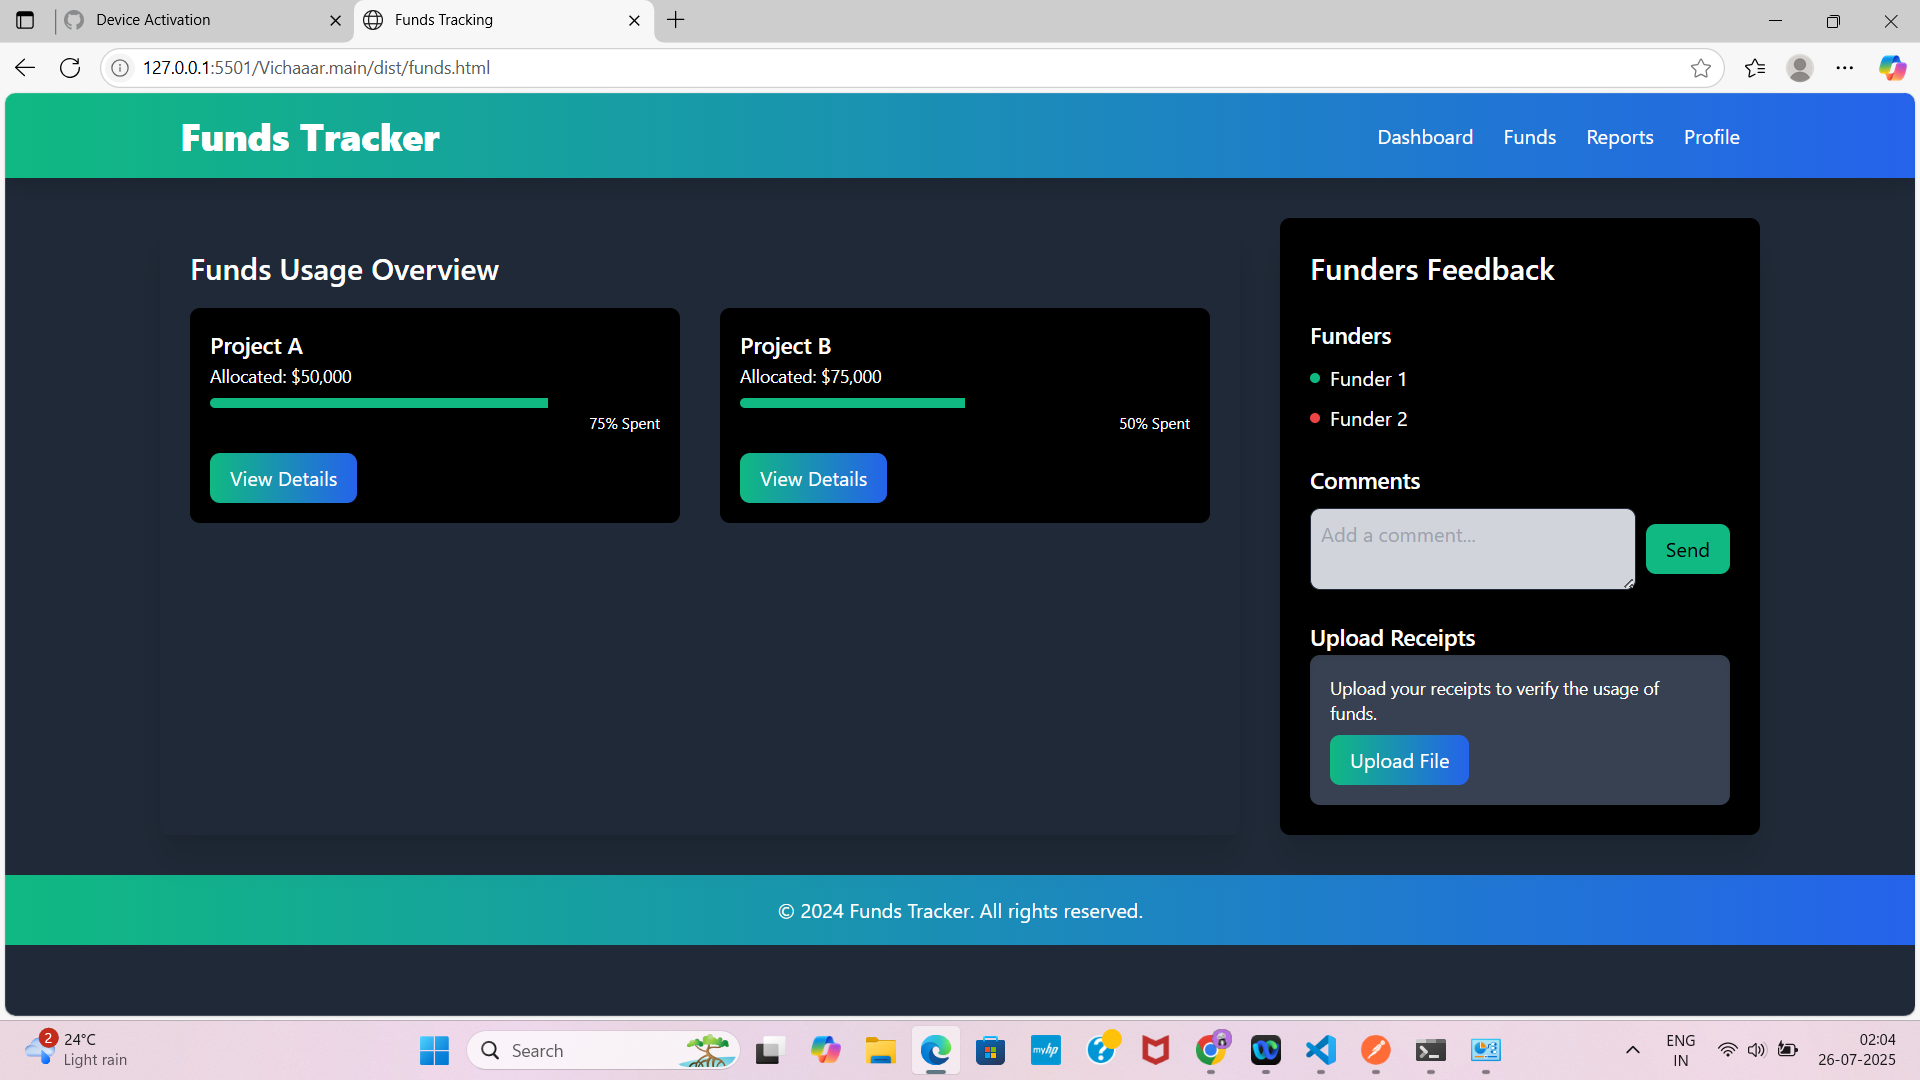 Device Activation
Funds Tracking
127.0.0.1:5501/Vichaaar.main/dist/funds.html
Funds Tracker
Dashboard
Funds
Reports
Profile
Funds Usage Overview
Project A
Allocated: $50,000
75% Spent
View Details
Project B
Allocated: $75,000
50% Spent
View Details
Funders Feedback
Funders
Funder 1
Funder 2
Comments
Add a comment...
Send
Upload Receipts
Upload your receipts to verify the usage of
funds.
Upload File
© 2024 Funds Tracker. All rights reserved.
2
24°C
Light rain
Search
myhp
ENG
IN
02:04
26-07-2025